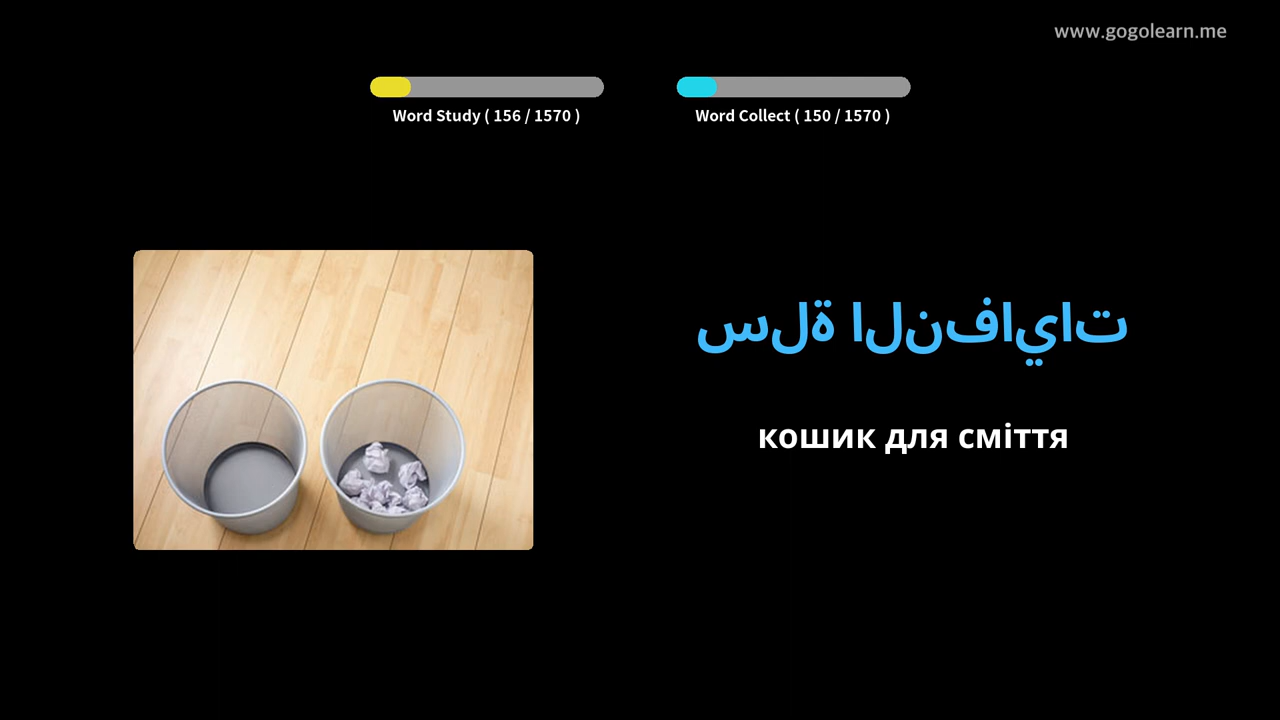 www.gogolearn.me
Word Study ( 156 / 1570 )
Word Collect ( 150 / 1570 )
سلة النفايات
кошик для сміття